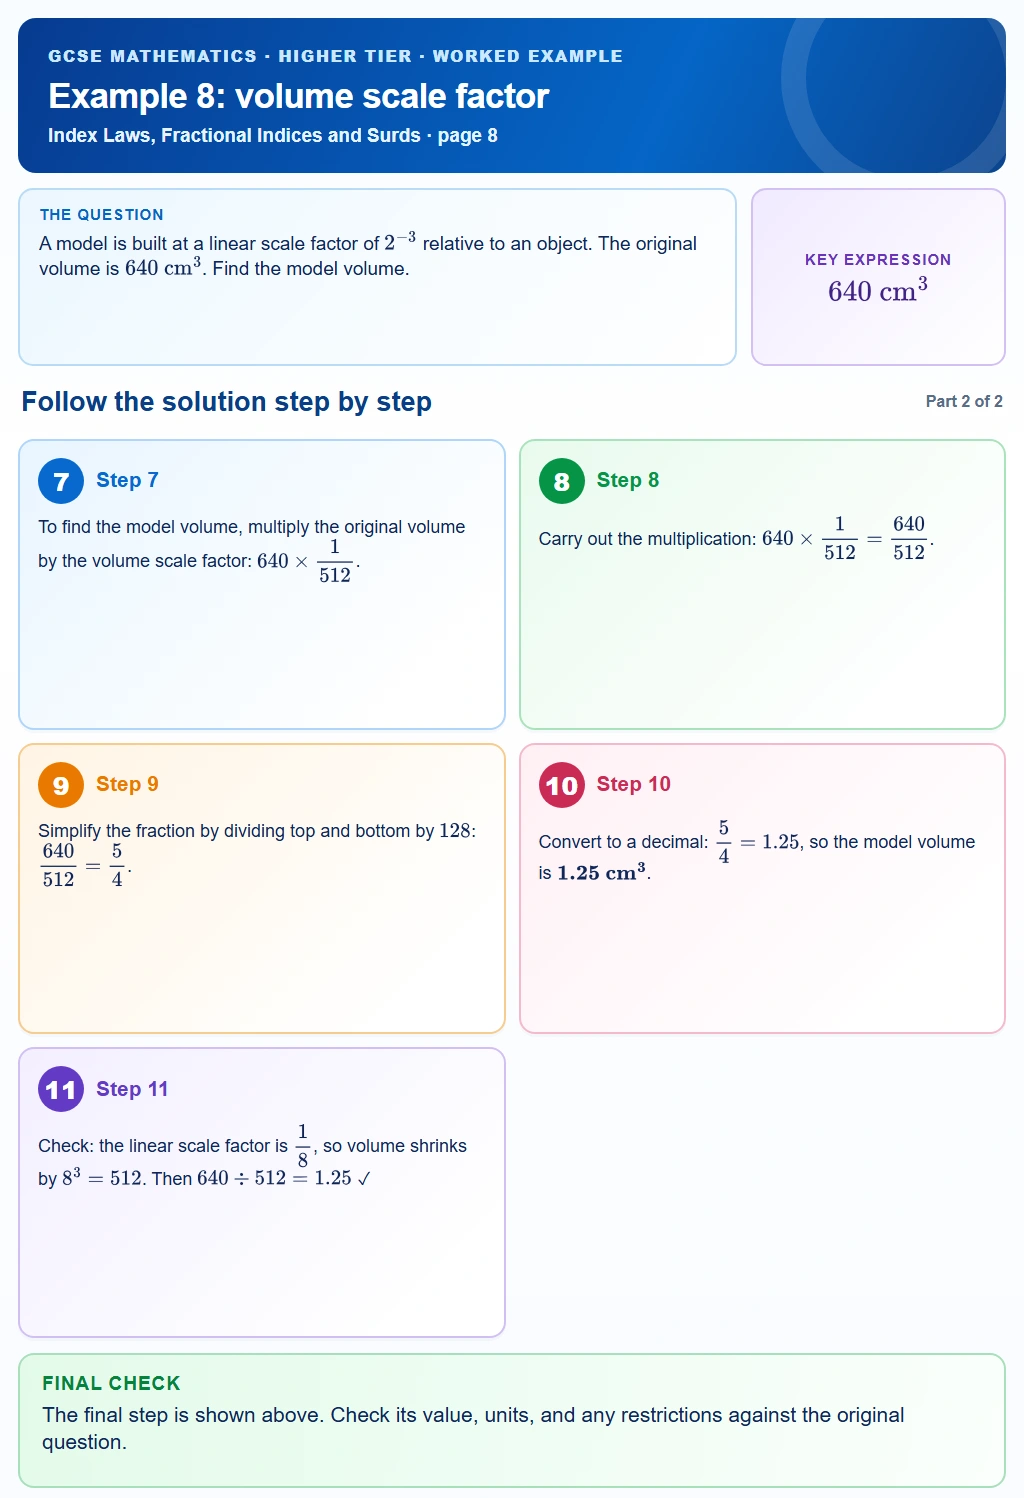 GCSE MATHEMATICS · HIGHER TIER · WORKED EXAMPLE
Example 8: volume scale factor
Index Laws, Fractional Indices and Surds · page 8
THE QUESTION
A model is built at a linear scale factor of 2⁻³ relative to an object. The original
volume is 640 cm³. Find the model volume.
KEY EXPRESSION
640 cm³
Follow the solution step by step
Part 2 of 2
7 Step 7
To find the model volume, multiply the original volume
by the volume scale factor: 640 × 1/512.
8 Step 8
Carry out the multiplication: 640 × 1/512 = 640/512.
9 Step 9
Simplify the fraction by dividing top and bottom by 128:
640/512 = 5/4.
10 Step 10
Convert to a decimal: 5/4 = 1.25, so the model volume
is 1.25 cm³.
11 Step 11
Check: the linear scale factor is 1/8, so volume shrinks
by 8³ = 512. Then 640 ÷ 512 = 1.25 ✓
FINAL CHECK
The final step is shown above. Check its value, units, and any restrictions against the original
question.